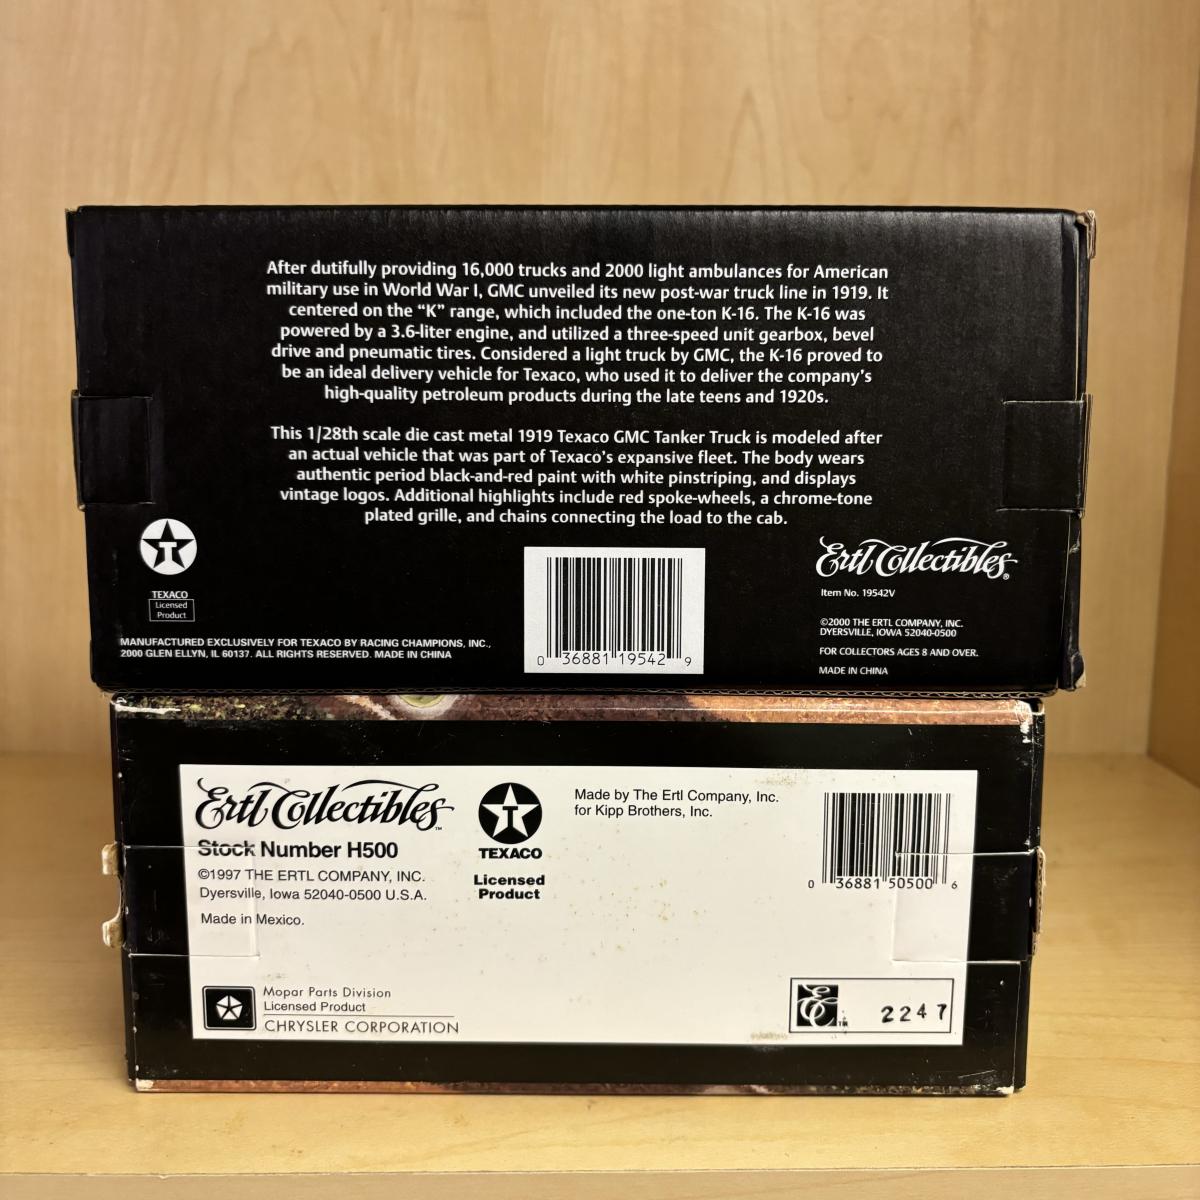 After dutifully providing 16,000 trucks and 2000 light ambulances for American
military use in World War I, GMC unveiled its new post-war truck line in 1919. It
centered on the “K” range, which included the one-ton K-16. The K-16 was
powered by a 3.6-liter engine, and utilized a three-speed unit gearbox, bevel
drive and pneumatic tires. Considered a light truck by GMC, the K-16 proved to
be an ideal delivery vehicle for Texaco, who used it to deliver the company’s
high-quality petroleum products during the late teens and 1920s.
This 1/28th scale die cast metal 1919 Texaco GMC Tanker Truck is modeled after
an actual vehicle that was part of Texaco’s expansive fleet. The body wears
authentic period black-and-red paint with white pinstriping, and displays
vintage logos. Additional highlights include red spoke-wheels, a chrome-tone
plated grille, and chains connecting the load to the cab.
T
TEXACO
Licensed
Product
MANUFACTURED EXCLUSIVELY FOR TEXACO BY RACING CHAMPIONS, INC.,
2000 GLEN ELLYN, IL 60137. ALL RIGHTS RESERVED. MADE IN CHINA
0 36881 19542 9
Ertl Collectibles®
Item No. 19542V
©2000 THE ERTL COMPANY, INC.
DYERSVILLE, IOWA 52040-0500
FOR COLLECTORS AGES 8 AND OVER.
MADE IN CHINA
Ertl Collectibles™
Stock Number H500
©1997 THE ERTL COMPANY, INC.
Dyersville, Iowa 52040-0500 U.S.A.
Made in Mexico.
T
TEXACO
Licensed
Product
Made by The Ertl Company, Inc.
for Kipp Brothers, Inc.
0 36881 50500 6
Mopar Parts Division
Licensed Product
CHRYSLER CORPORATION
EC™ 2247